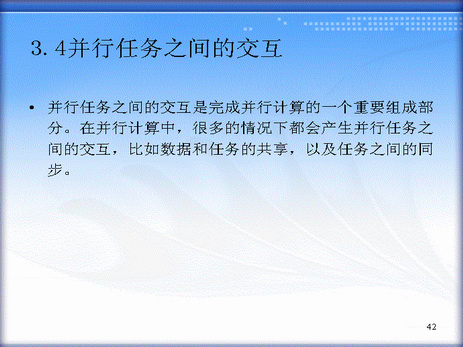 3.4并行任务之间的交互
• 并行任务之间的交互是完成并行计算的一个重要组成部
分。在并行计算中，很多的情况下都会产生并行任务之
间的交互，比如数据和任务的共享，以及任务之间的同
步。
42